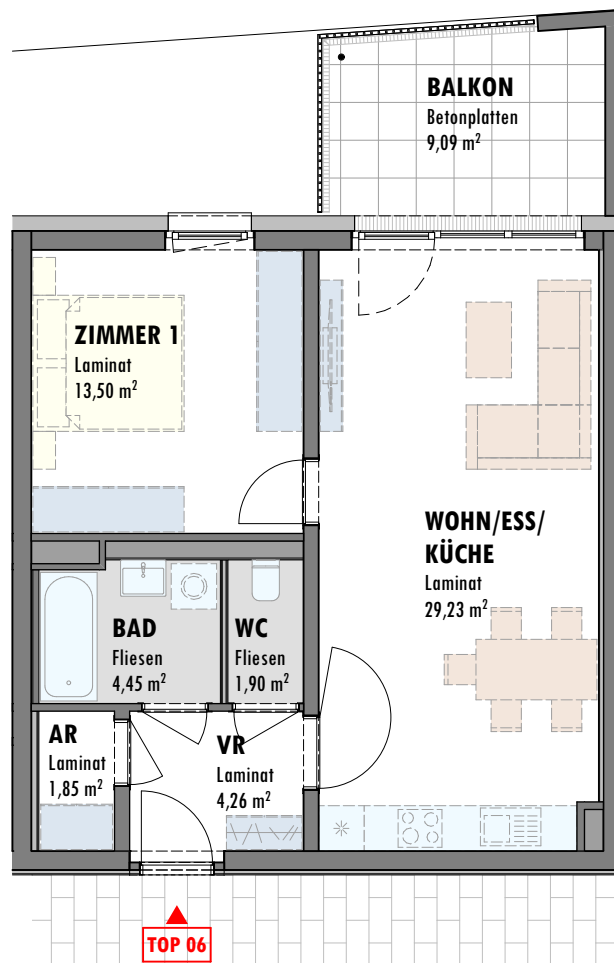 BALKON
Betonplatten
9,09 m²
ZIMMER 1
Laminat
13,50 m²
WOHN/ESS/
KÜCHE
Laminat
29,23 m²
BAD
Fliesen
4,45 m²
WC
Fliesen
1,90 m²
AR
Laminat
1,85 m²
VR
Laminat
4,26 m²
TOP 06